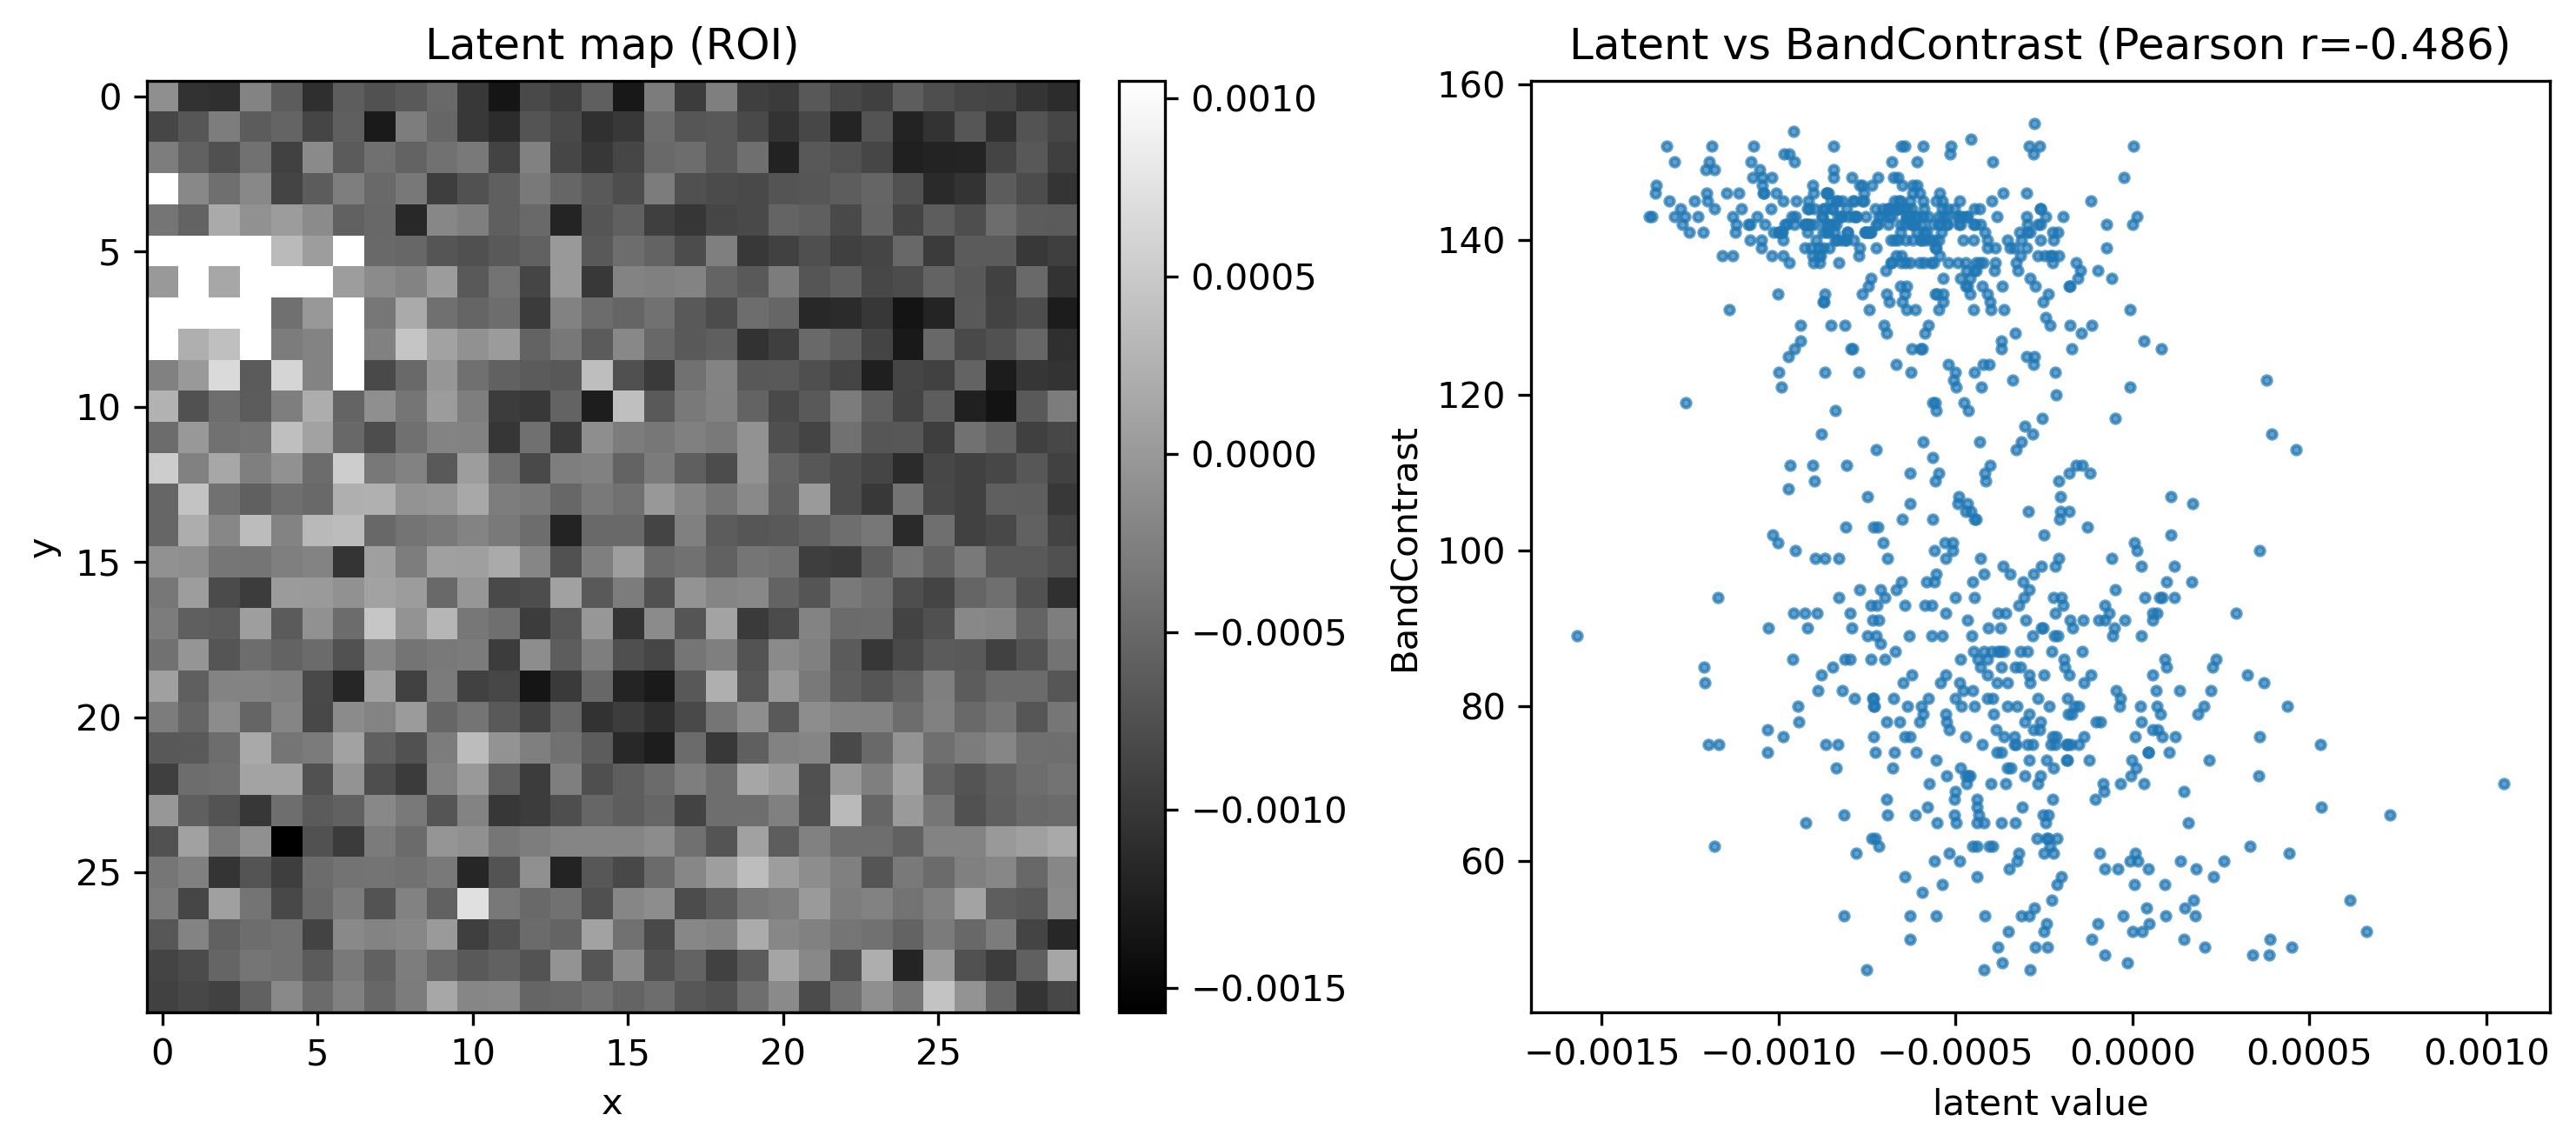 Latent map (ROI)
0
5
10
15
20
25
y
0 5 10 15 20 25
x
0.0010
0.0005
0.0000
−0.0005
−0.0010
−0.0015
Latent vs BandContrast (Pearson r=-0.486)
160
140
120
100
80
60
BandContrast
−0.0015 −0.0010 −0.0005 0.0000 0.0005 0.0010
latent value